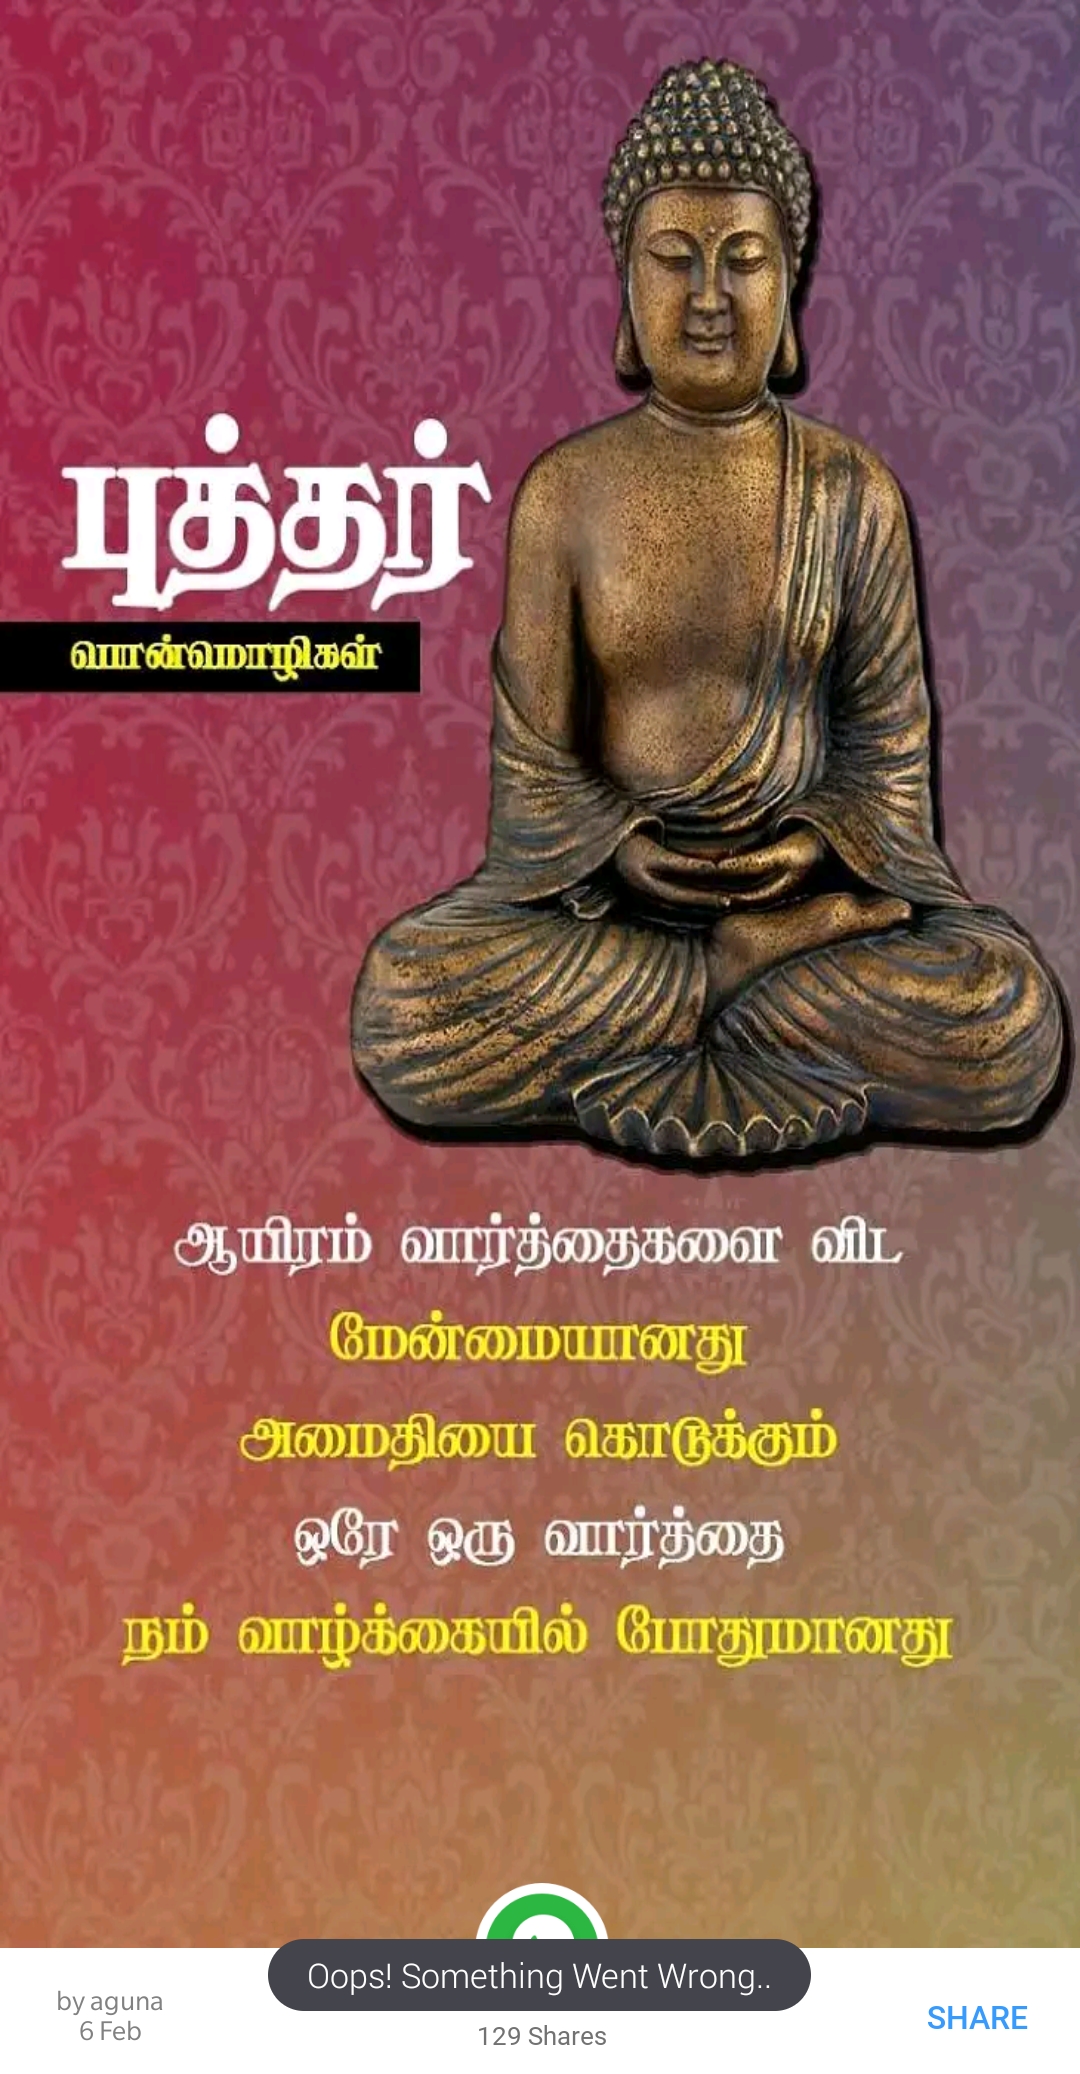 புத்தர்
பொன்மொழிகள்
ஆயிரம் வார்த்தைகளை விட
மேன்மையானது
அமைதியை கொடுக்கும்
ஒரே ஒரு வார்த்தை
நம் வாழ்க்கையில் போதுமானது
Oops! Something Went Wrong..
by aguna
6 Feb
129 Shares
SHARE